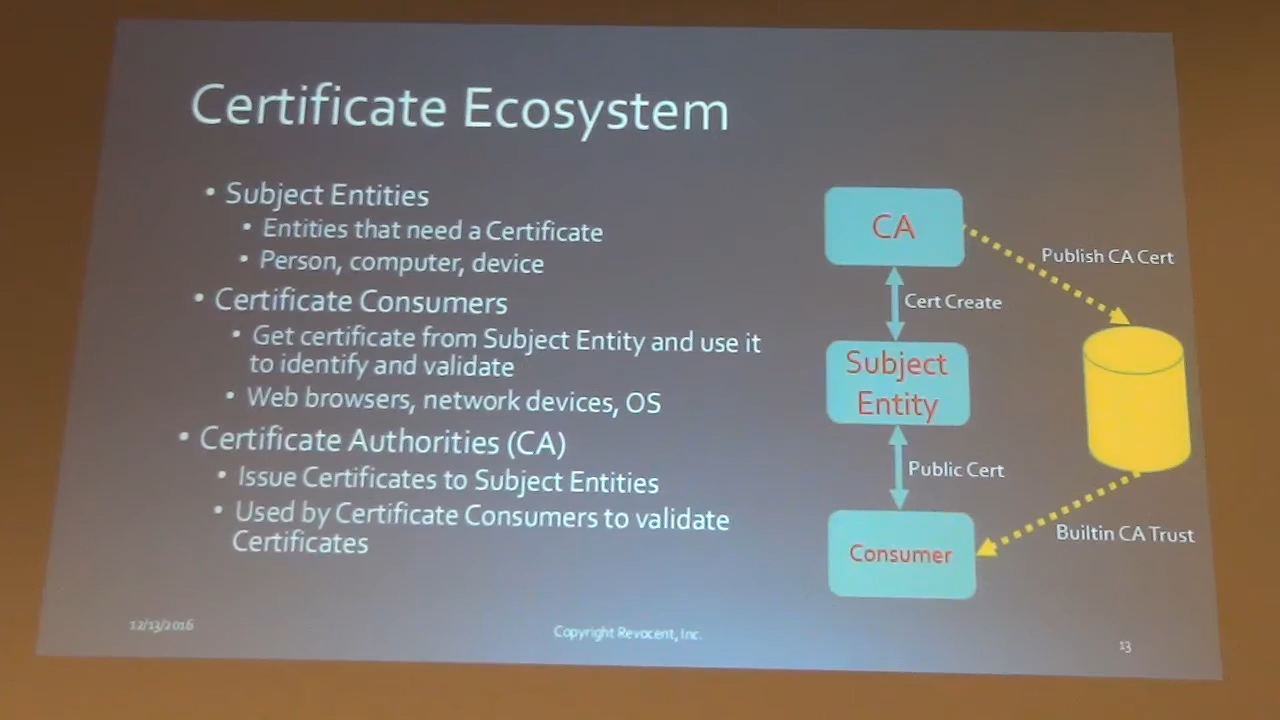 Certificate Ecosystem
• Subject Entities
• Entities that need a Certificate
• Person, computer, device
• Certificate Consumers
• Get certificate from Subject Entity and use it
to identify and validate
• Web browsers, network devices, OS
• Certificate Authorities (CA)
• Issue Certificates to Subject Entities
• Used by Certificate Consumers to validate
Certificates
CA
Publish CA Cert
Cert Create
Subject
Entity
Public Cert
Builtin CA Trust
Consumer
12/13/2016
Copyright Revocent, Inc.
13